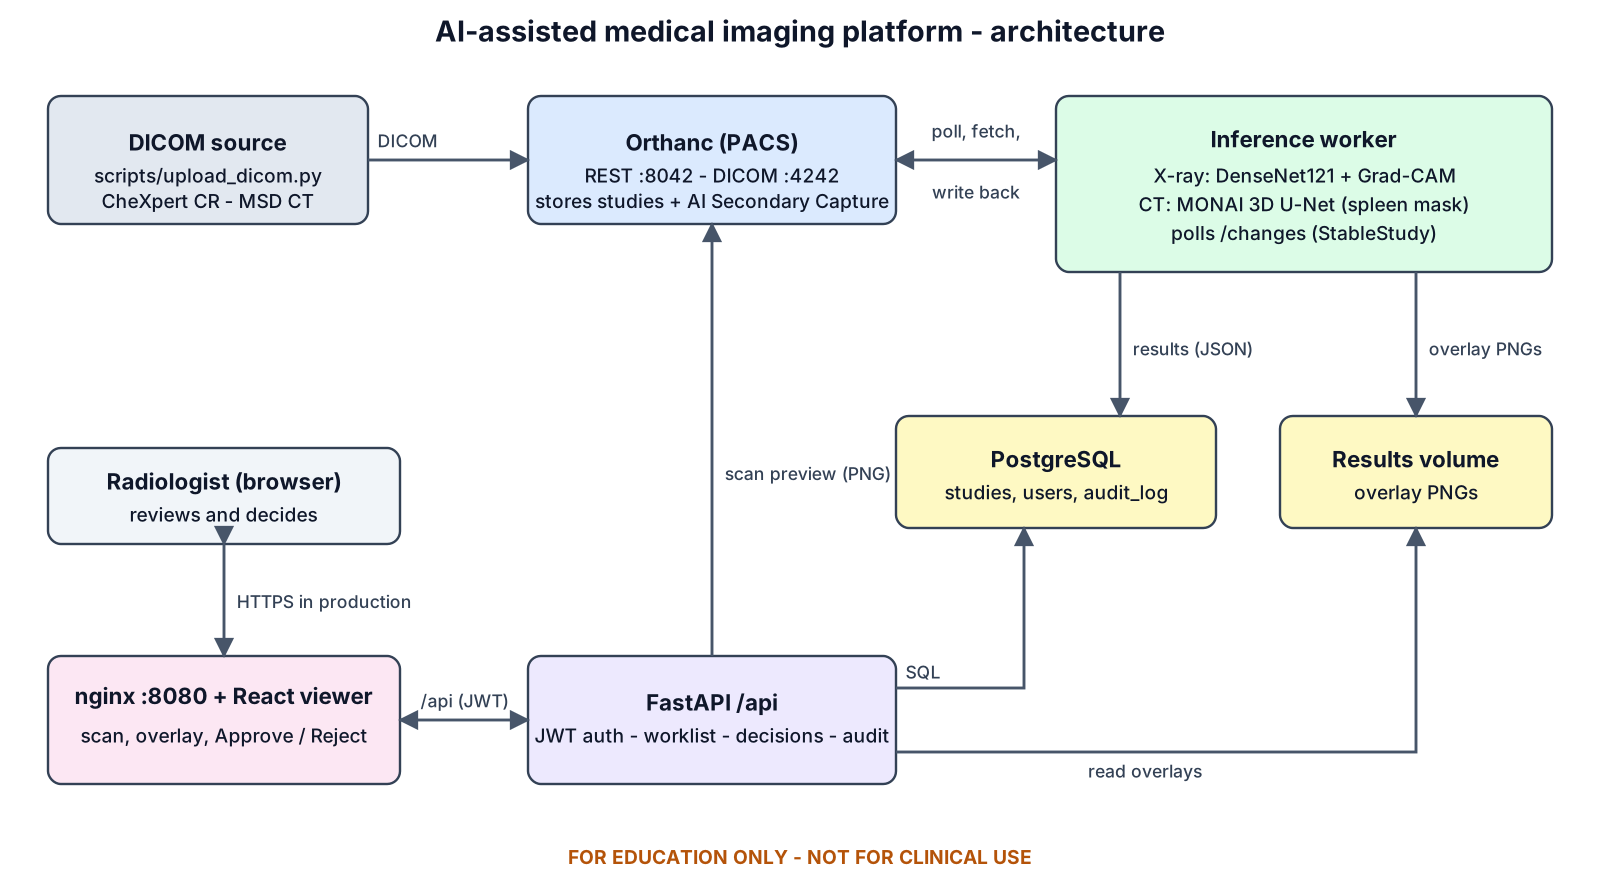 AI-assisted medical imaging platform - architecture
DICOM source
scripts/upload_dicom.py
CheXpert CR - MSD CT
DICOM
Orthanc (PACS)
REST :8042 - DICOM :4242
stores studies + AI Secondary Capture
poll, fetch,
write back
Inference worker
X-ray: DenseNet121 + Grad-CAM
CT: MONAI 3D U-Net (spleen mask)
polls /changes (StableStudy)
results (JSON)
overlay PNGs
Radiologist (browser)
reviews and decides
scan preview (PNG)
PostgreSQL
studies, users, audit_log
Results volume
overlay PNGs
HTTPS in production
nginx :8080 + React viewer
scan, overlay, Approve / Reject
/api (JWT)
FastAPI /api
JWT auth - worklist - decisions - audit
SQL
read overlays
FOR EDUCATION ONLY - NOT FOR CLINICAL USE